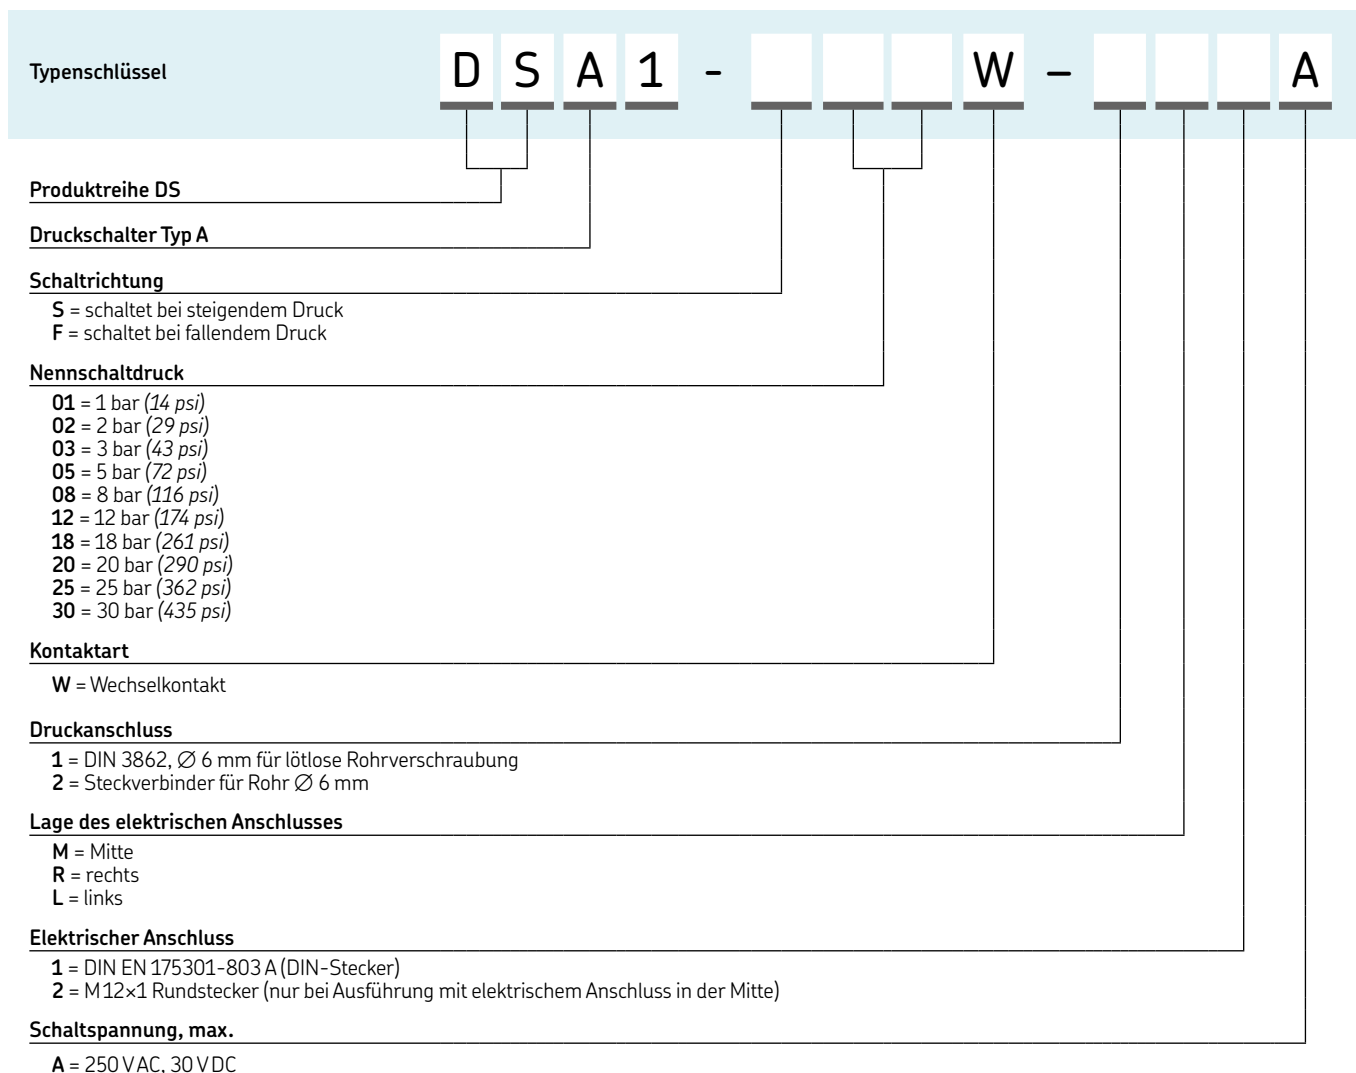 Typenschlüssel D S A 1 - W – A
Produktreihe DS
Druckschalter Typ A
Schaltrichtung
S = schaltet bei steigendem Druck
F = schaltet bei fallendem Druck
Nennschaltdruck
01 = 1 bar (14 psi)
02 = 2 bar (29 psi)
03 = 3 bar (43 psi)
05 = 5 bar (72 psi)
08 = 8 bar (116 psi)
12 = 12 bar (174 psi)
18 = 18 bar (261 psi)
20 = 20 bar (290 psi)
25 = 25 bar (362 psi)
30 = 30 bar (435 psi)
Kontaktart
W = Wechselkontakt
Druckanschluss
1 = DIN 3862, ∅ 6 mm für lötlose Rohrverschraubung
2 = Steckverbinder für Rohr ∅ 6 mm
Lage des elektrischen Anschlusses
M = Mitte
R = rechts
L = links
Elektrischer Anschluss
1 = DIN EN 175301-803 A (DIN-Stecker)
2 = M12×1 Rundstecker (nur bei Ausführung mit elektrischem Anschluss in der Mitte)
Schaltspannung, max.
A = 250 V AC, 30 V DC